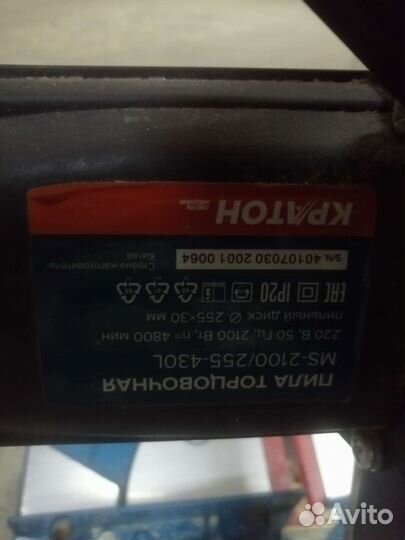 ПИЛА ТОРЦОВОЧНАЯ
MS-2100/255-430L
220 В, 50 Гц, 2100 Вт, n= 4800 мин
ПИЛЬНЫЙ ДИСК Ø 255×30 ММ
EAC IP20
Страна-изготовитель
Китай
S/N: 40107030 2001 0064
КРАТОН
Avito